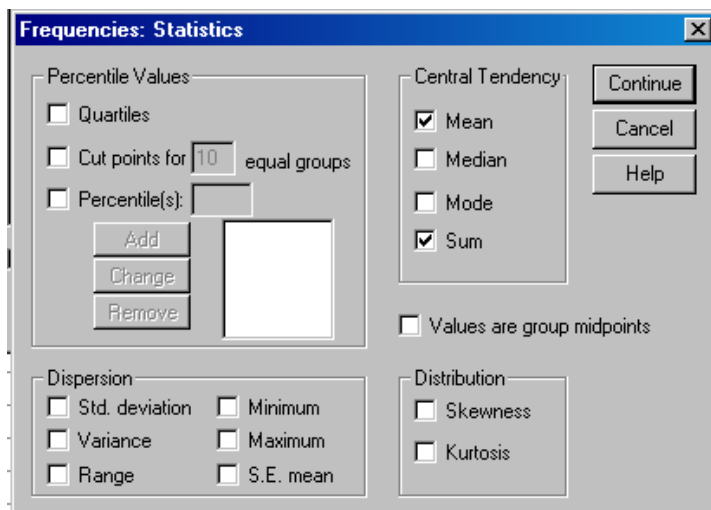 Frequencies: Statistics
Percentile Values
Quartiles
Cut points for 10 equal groups
Percentile(s):
Add
Change
Remove
Central Tendency
Mean
Median
Mode
Sum
Continue
Cancel
Help
Values are group midpoints
Dispersion
Std. deviation Minimum
Variance Maximum
Range S.E. mean
Distribution
Skewness
Kurtosis